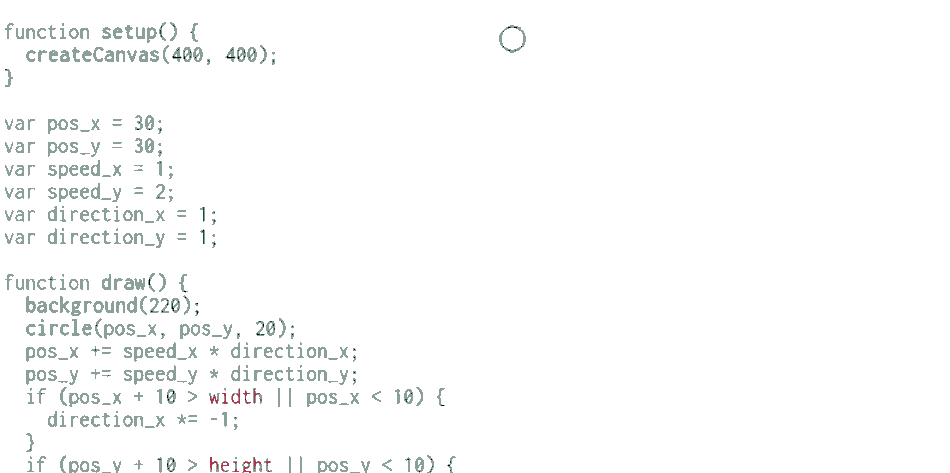 function setup() {
  createCanvas(400, 400);
}

var pos_x = 30;
var pos_y = 30;
var speed_x = 1;
var speed_y = 2;
var direction_x = 1;
var direction_y = 1;

function draw() {
  background(220);
  circle(pos_x, pos_y, 20);
  pos_x += speed_x * direction_x;
  pos_y += speed_y * direction_y;
  if (pos_x + 10 > width || pos_x < 10) {
    direction_x *= -1;
  }
  if (pos_y + 10 > height || pos_y < 10) {